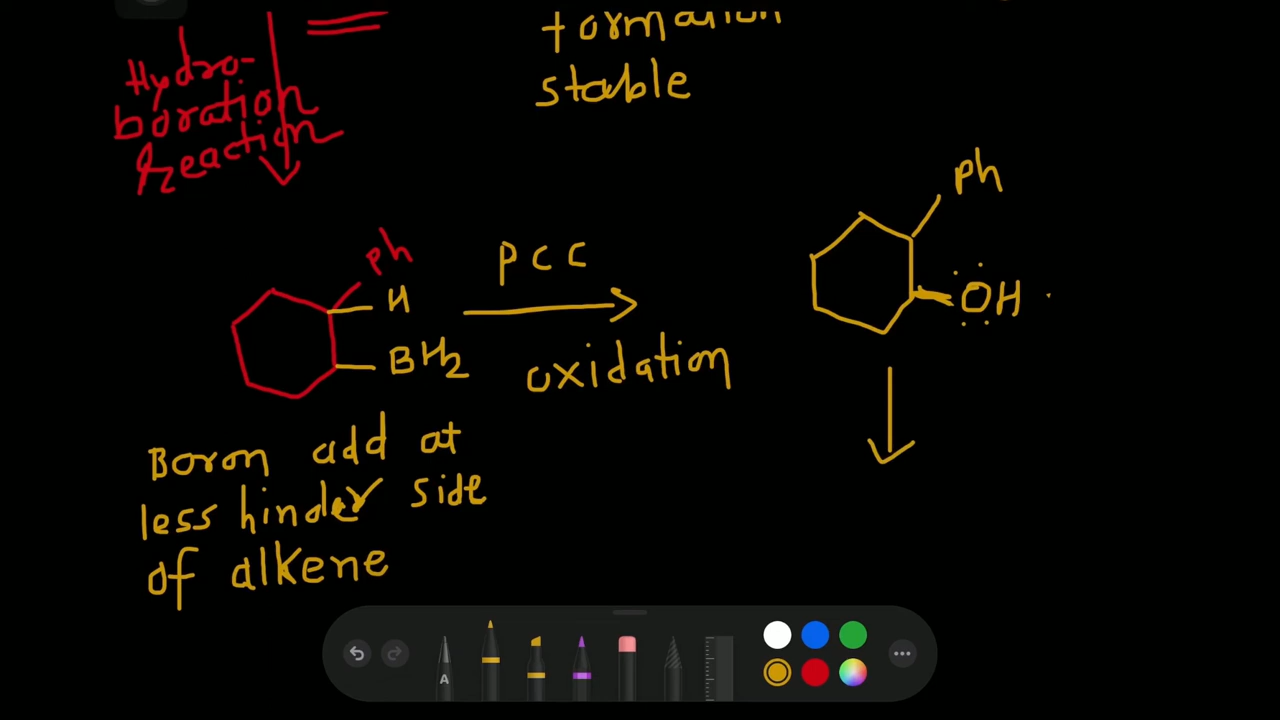 formation
stable
Hydro-
boration
reaction
Ph
H
BH2
PCC
oxidation
Ph
OH
Boron add at
less hinder side
of alkene
A